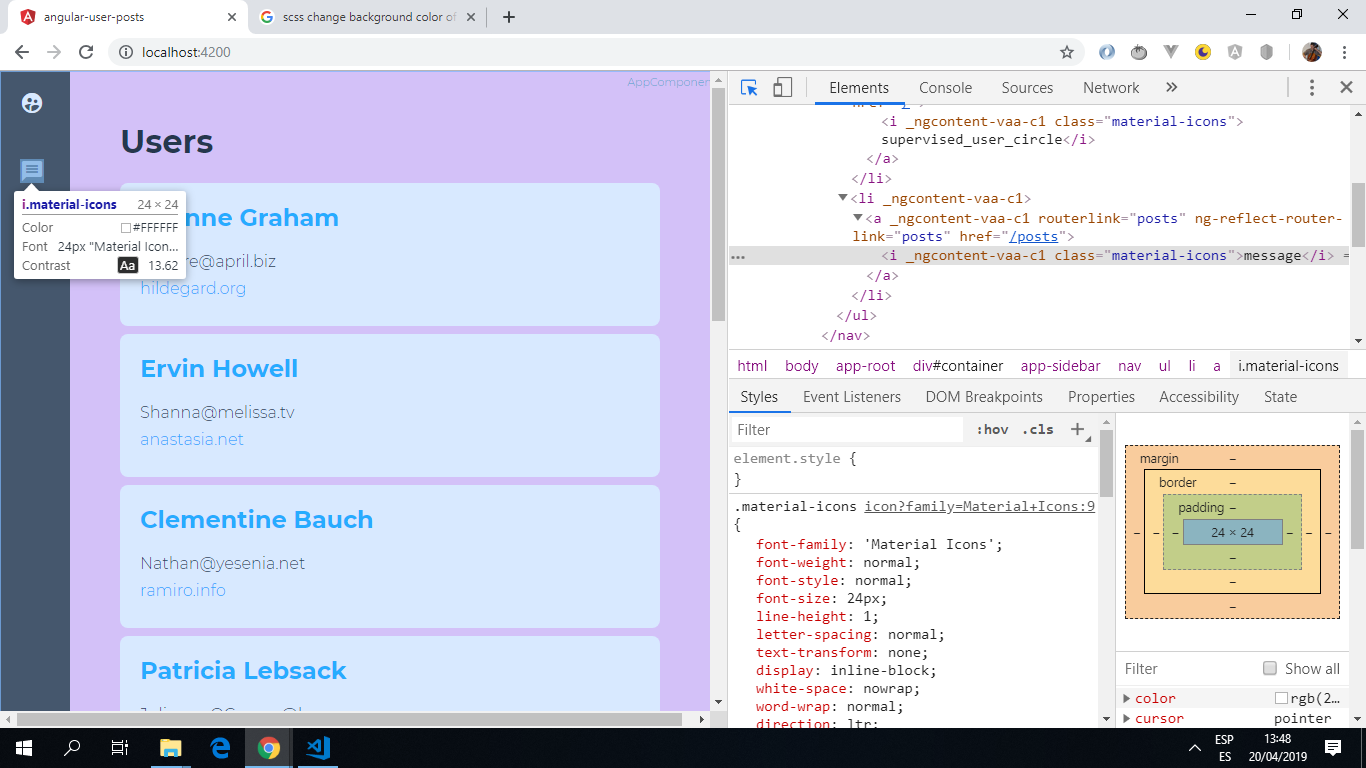 angular-user-posts
scss change background color of
localhost:4200
AppComponen
Users
nne Graham
re@april.biz
hildegard.org
i.material-icons 24 × 24
Color #FFFFFF
Font 24px "Material Icon...
Contrast Aa 13.62
Ervin Howell
Shanna@melissa.tv
anastasia.net
Clementine Bauch
Nathan@yesenia.net
ramiro.info
Patricia Lebsack
Elements Console Sources Network »
<i _ngcontent-vaa-c1 class="material-icons">
supervised_user_circle</i>
</a>
</li>
<li _ngcontent-vaa-c1>
<a _ngcontent-vaa-c1 routerlink="posts" ng-reflect-router-
link="posts" href="/posts">
... <i _ngcontent-vaa-c1 class="material-icons">message</i> =
</a>
</li>
</ul>
</nav>
html body app-root div#container app-sidebar nav ul li a i.material-icons
Styles Event Listeners DOM Breakpoints Properties Accessibility State
Filter :hov .cls +
element.style {
}
.material-icons icon?family=Material+Icons:9
{
font-family: 'Material Icons';
font-weight: normal;
font-style: normal;
font-size: 24px;
line-height: 1;
letter-spacing: normal;
text-transform: none;
display: inline-block;
white-space: nowrap;
word-wrap: normal;
direction: ltr;
margin –
border –
padding –
– – – 24 × 24 – – –
–
–
–
Filter Show all
color rgb(2...
cursor pointer
ESP
ES
13:48
20/04/2019